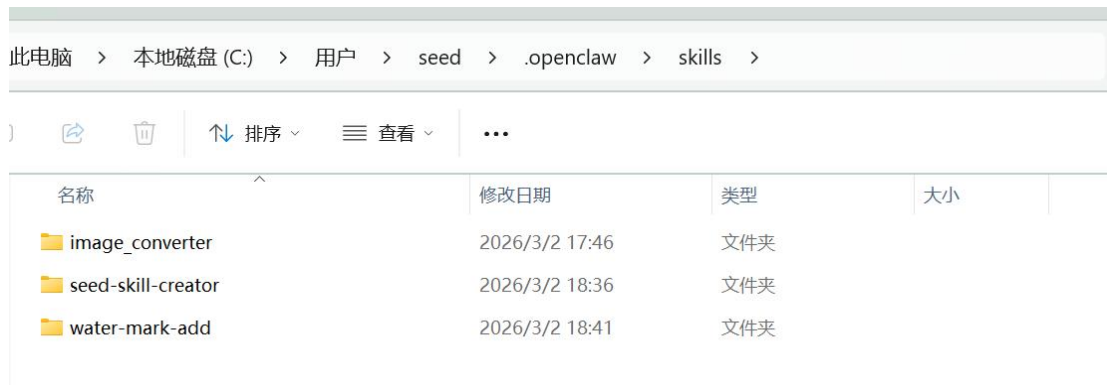 此电脑 > 本地磁盘 (C:) > 用户 > seed > .openclaw > skills >
排序 查看 •••
名称 修改日期 类型 大小
image_converter 2026/3/2 17:46 文件夹
seed-skill-creator 2026/3/2 18:36 文件夹
water-mark-add 2026/3/2 18:41 文件夹